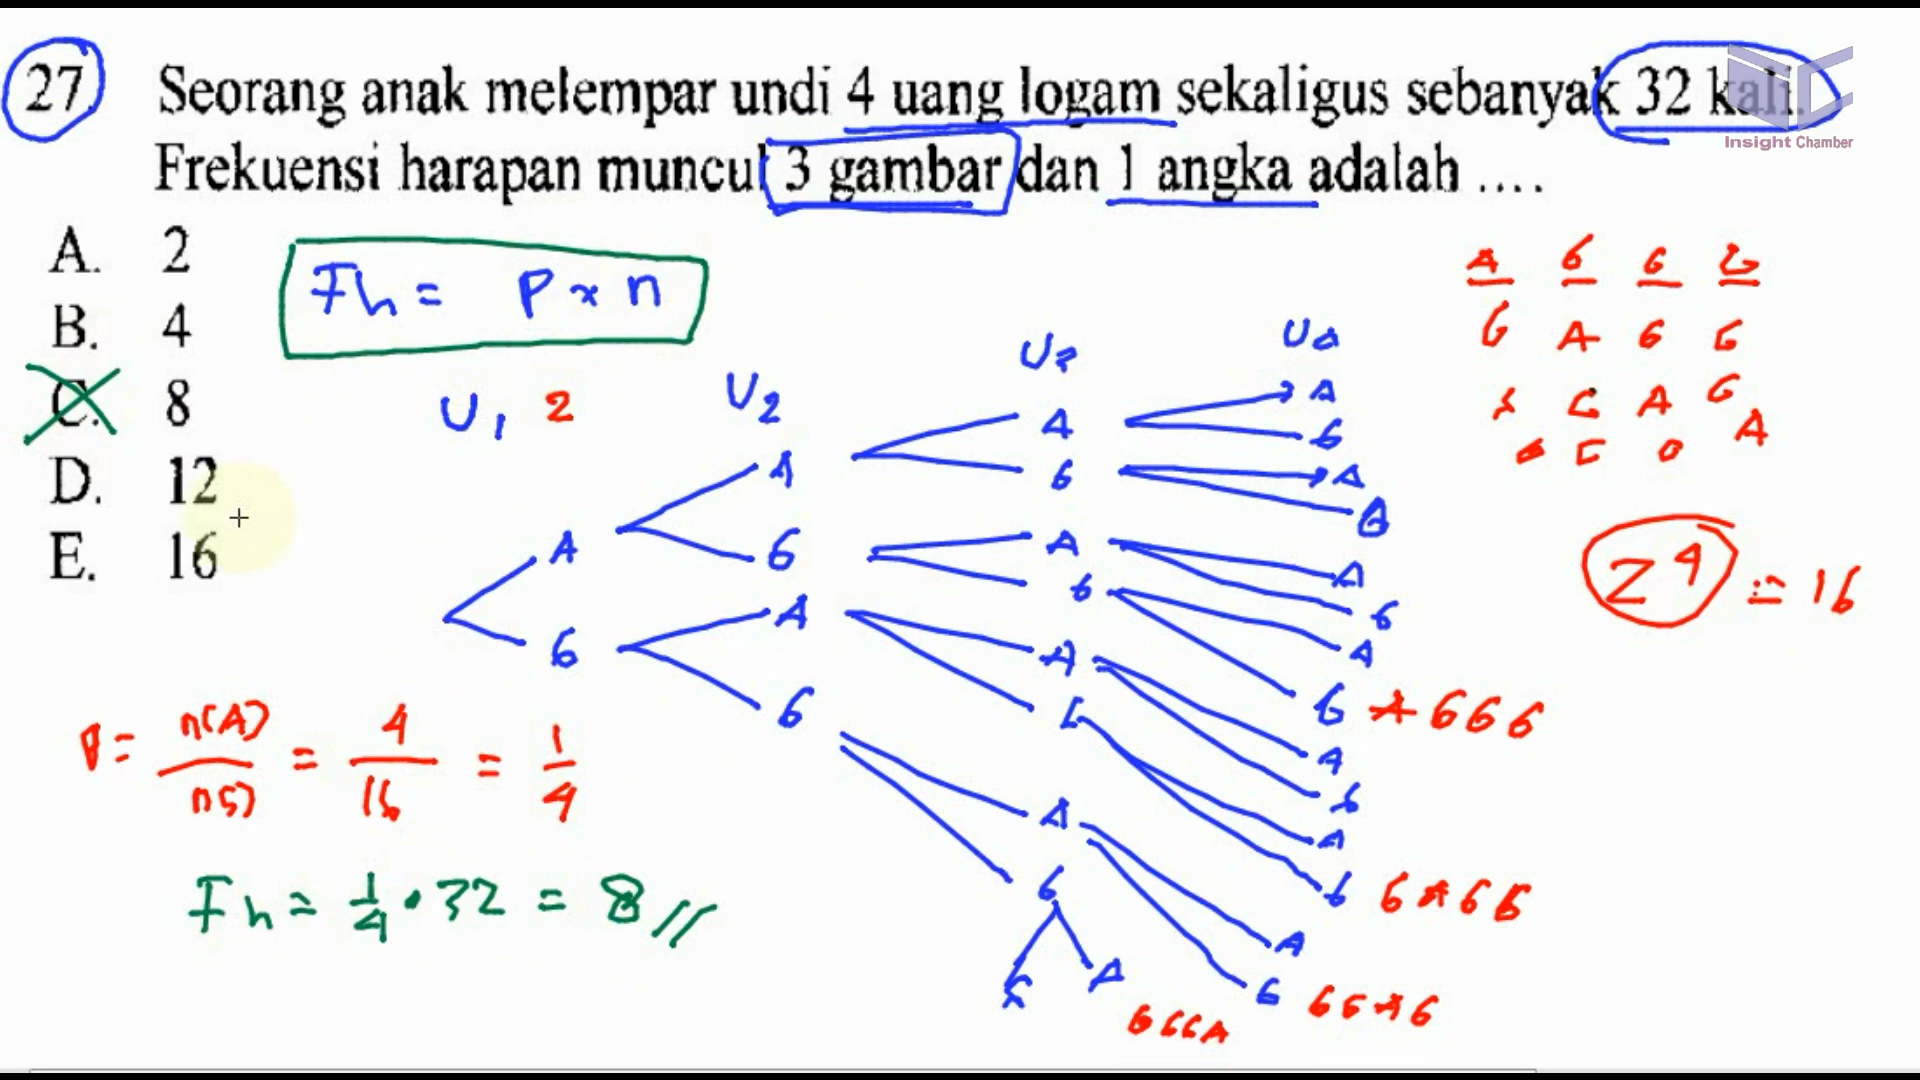 27. Seorang anak melempar undi 4 uang logam sekaligus sebanyak 32 kali.
Insight Chamber
Frekuensi harapan muncul 3 gambar dan 1 angka adalah ....
A. 2
B. 4
C. 8
D. 12
E. 16
Fh = P x n
A G G G
G A G G
G A G
A
2⁴ = 16
U1 2
U2
U3
U4
A
G
A
G
A
G
A
G
A
G
A
G
A
G
A
G
A
G
A
G
A
G
A
G
A
G
A
G
A
A G G G
G A G G
G G A G
G G G A
P = n(A) / n(S) = 4 / 16 = 1 / 4
Fh = 1/4 . 32 = 8 //